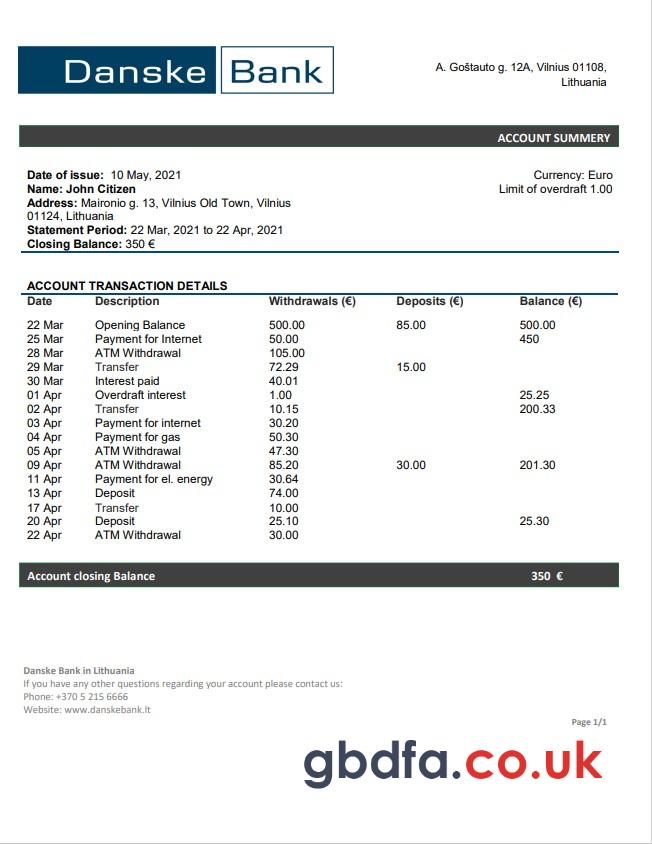 Danske Bank
A. Goštauto g. 12A, Vilnius 01108,
Lithuania
ACCOUNT SUMMERY
Date of issue: 10 May, 2021
Currency: Euro
Name: John Citizen
Limit of overdraft 1.00
Address: Maironio g. 13, Vilnius Old Town, Vilnius
01124, Lithuania
Statement Period: 22 Mar, 2021 to 22 Apr, 2021
Closing Balance: 350 €
ACCOUNT TRANSACTION DETAILS
Date Description Withdrawals (€) Deposits (€) Balance (€)
22 Mar Opening Balance 500.00 85.00 500.00
25 Mar Payment for Internet 50.00 450
28 Mar ATM Withdrawal 105.00
29 Mar Transfer 72.29 15.00
30 Mar Interest paid 40.01
01 Apr Overdraft interest 1.00 25.25
02 Apr Transfer 10.15 200.33
03 Apr Payment for internet 30.20
04 Apr Payment for gas 50.30
05 Apr ATM Withdrawal 47.30
09 Apr ATM Withdrawal 85.20 30.00 201.30
11 Apr Payment for el. energy 30.64
13 Apr Deposit 74.00
17 Apr Transfer 10.00
20 Apr Deposit 25.10 25.30
22 Apr ATM Withdrawal 30.00
Account closing Balance 350 €
Danske Bank in Lithuania
If you have any other questions regarding your account please contact us:
Phone: +370 5 215 6666
Website: www.danskebank.lt
Page 1/1
gbdfa.co.uk